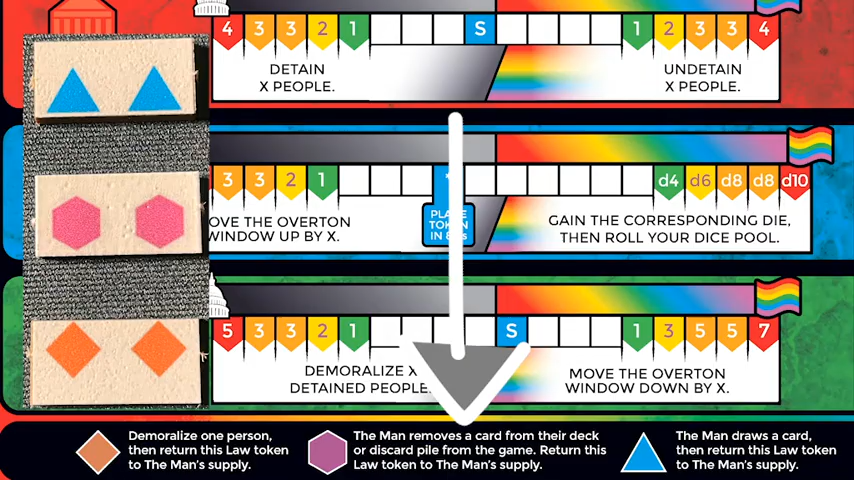 4 3 3 2 1 S 1 2 3 3 4
DETAIN
X PEOPLE.
UNDETAIN
X PEOPLE.
3 3 2 1 d4 d6 d8 d8 d10
OVE THE OVERTON
WINDOW UP BY X.
TOKEN
IN
GAIN THE CORRESPONDING DIE,
THEN ROLL YOUR DICE POOL.
5 3 3 2 1 S 1 3 5 5 7
DEMORALIZE X
DETAINED PEOPLE.
MOVE THE OVERTON
WINDOW DOWN BY X.
Demoralize one person,
then return this Law token
to The Man's supply.
The Man removes a card from their deck
or discard pile from the game. Return this
Law token to The Man's supply.
The Man draws a card,
then return this Law token
to The Man's supply.